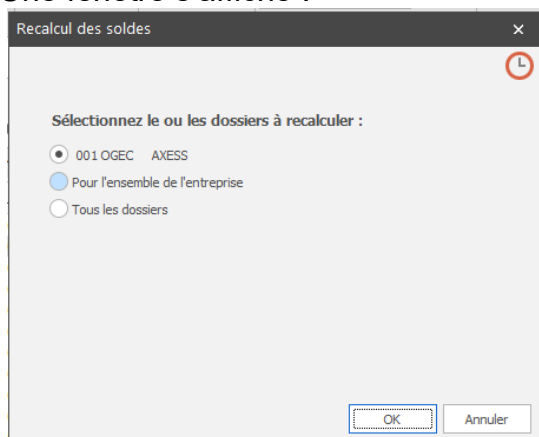 Recalcul des soldes
Sélectionnez le ou les dossiers à recalculer :
001 OGEC AXESS
Pour l'ensemble de l'entreprise
Tous les dossiers
OK Annuler